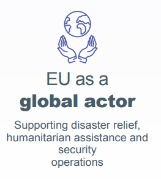 EU as a
global actor
Supporting disaster relief,
humanitarian assistance and
security
operations